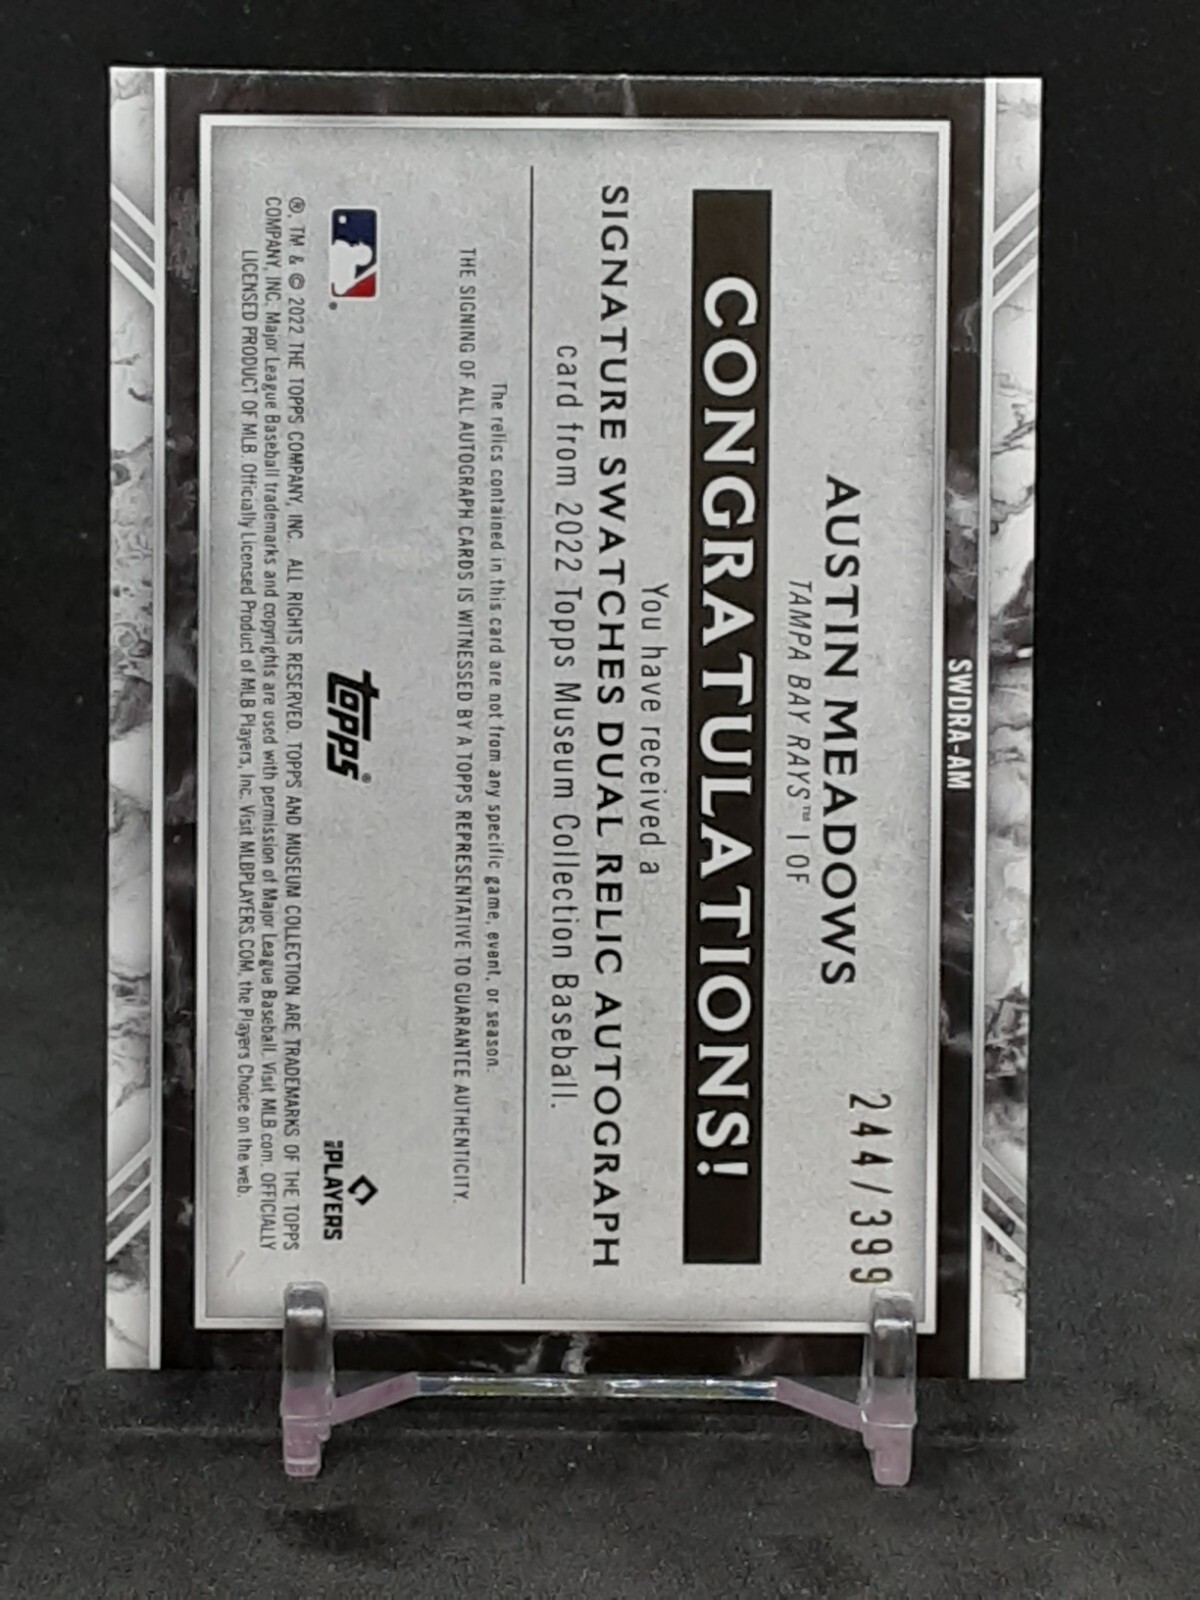 SWDRA-AM
244/399
AUSTIN MEADOWS
TAMPA BAY RAYS™ | OF
CONGRATULATIONS!
You have received a
SIGNATURE SWATCHES DUAL RELIC AUTOGRAPH
card from 2022 Topps Museum Collection Baseball.
The relics contained in this card are not from any specific game, event, or season.
THE SIGNING OF ALL AUTOGRAPH CARDS IS WITNESSED BY A TOPPS REPRESENTATIVE TO GUARANTEE AUTHENTICITY.
®
topps®
MLB PLAYERS
®, TM & © 2022 THE TOPPS COMPANY, INC. ALL RIGHTS RESERVED. TOPPS AND MUSEUM COLLECTION ARE TRADEMARKS OF THE TOPPS
COMPANY, INC. Major League Baseball trademarks and copyrights are used with permission of Major League Baseball. Visit MLB.com. OFFICIALLY
LICENSED PRODUCT OF MLB. Officially Licensed Product of MLB Players, Inc. Visit MLBPLAYERS.COM, the Players Choice on the web.